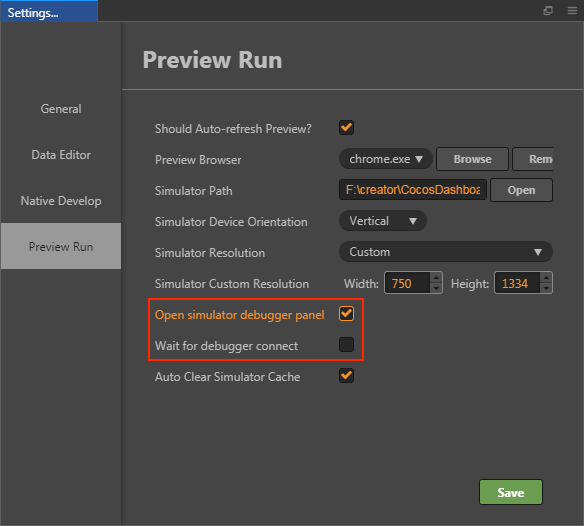 Settings...
Preview Run
General
Data Editor
Native Develop
Preview Run
Should Auto-refresh Preview?
Preview Browser chrome.exe Browse
Simulator Path F:\creator\CocosDashboa Open
Simulator Device Orientation Vertical
Simulator Resolution Custom
Simulator Custom Resolution Width: 750 Height: 1334
Open simulator debugger panel
Wait for debugger connect
Auto Clear Simulator Cache
Save